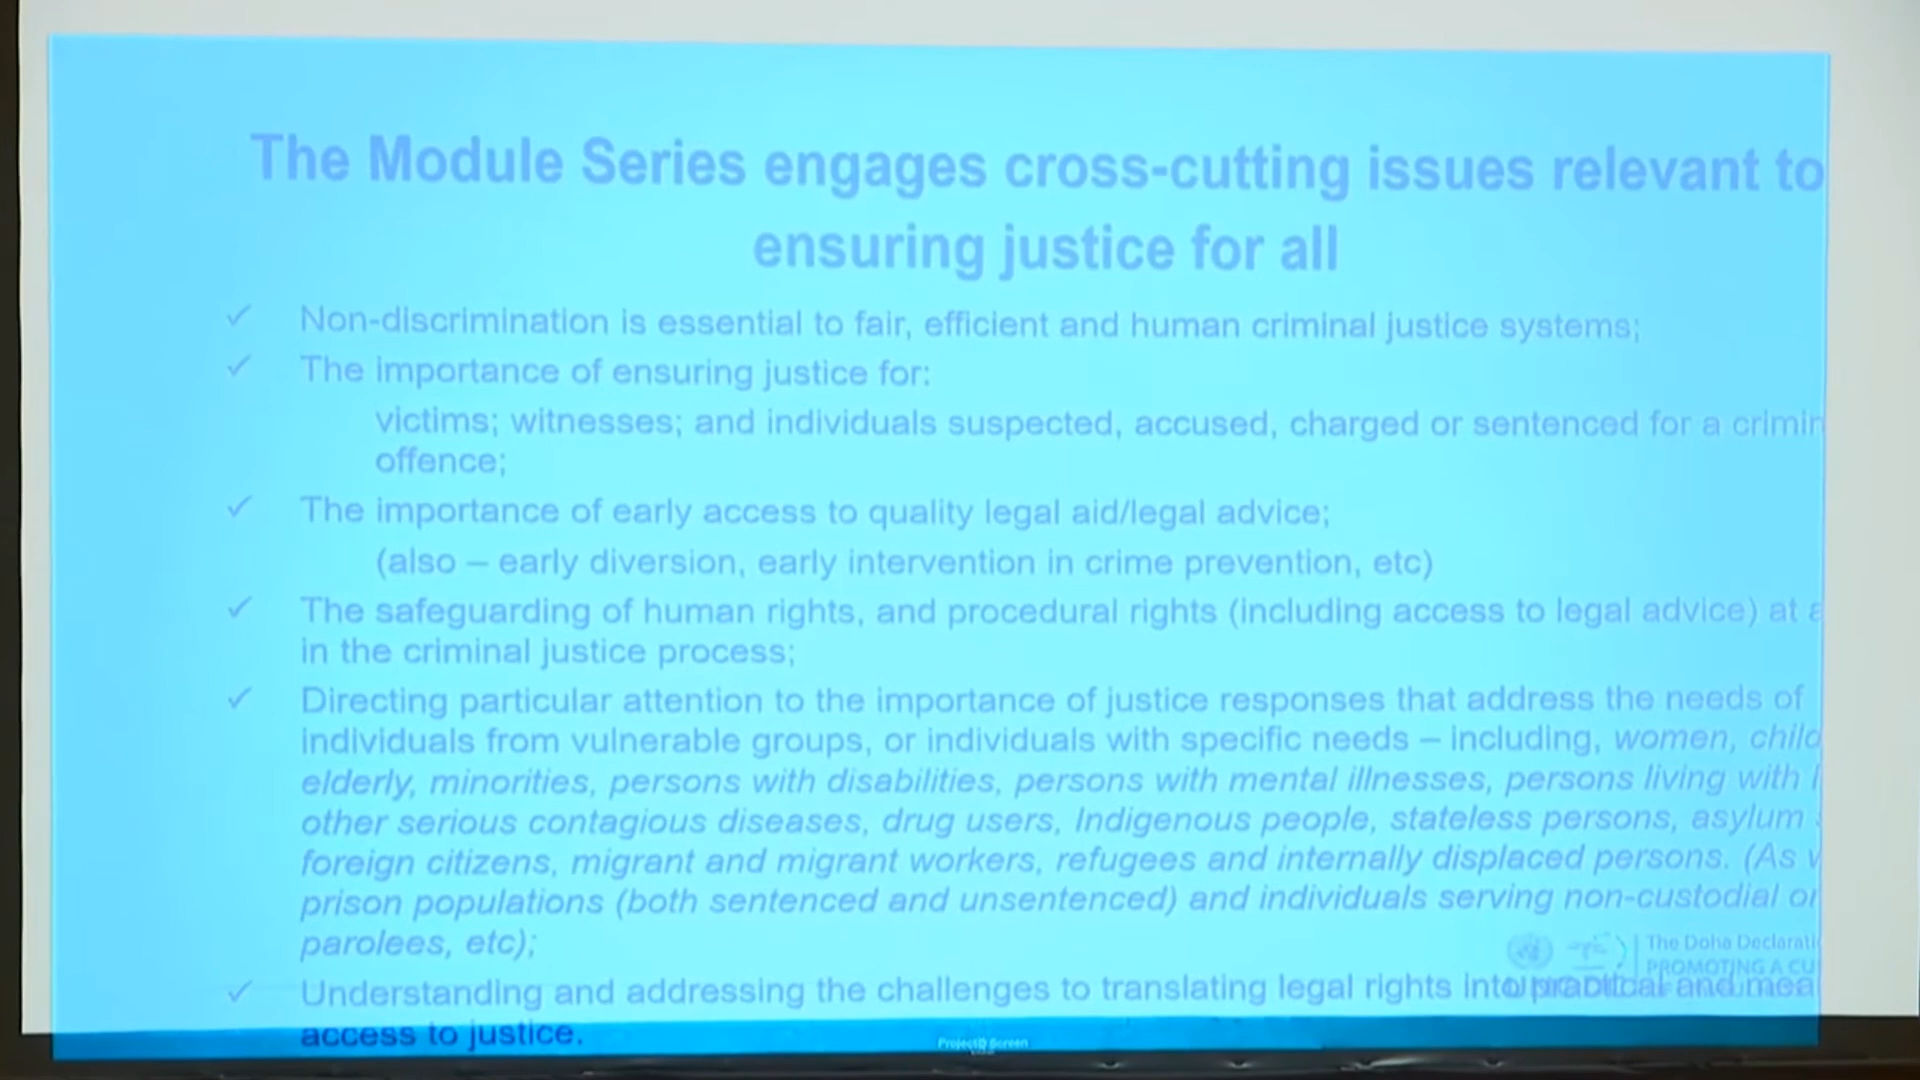 The Module Series engages cross-cutting issues relevant to
ensuring justice for all
✓ Non-discrimination is essential to fair, efficient and human criminal justice systems;
✓ The importance of ensuring justice for:
victims; witnesses; and individuals suspected, accused, charged or sentenced for a crimin
offence;
✓ The importance of early access to quality legal aid/legal advice;
(also – early diversion, early intervention in crime prevention, etc)
✓ The safeguarding of human rights, and procedural rights (including access to legal advice) at a
in the criminal justice process;
✓ Directing particular attention to the importance of justice responses that address the needs of
individuals from vulnerable groups, or individuals with specific needs – including, women, child
elderly, minorities, persons with disabilities, persons with mental illnesses, persons living with
other serious contagious diseases, drug users, Indigenous people, stateless persons, asylum
foreign citizens, migrant and migrant workers, refugees and internally displaced persons. (As
prison populations (both sentenced and unsentenced) and individuals serving non-custodial or
parolees, etc);
The Doha Declarati
PROMOTING A CU
✓ Understanding and addressing the challenges to translating legal rights into practical and mea
access to justice.
Screen